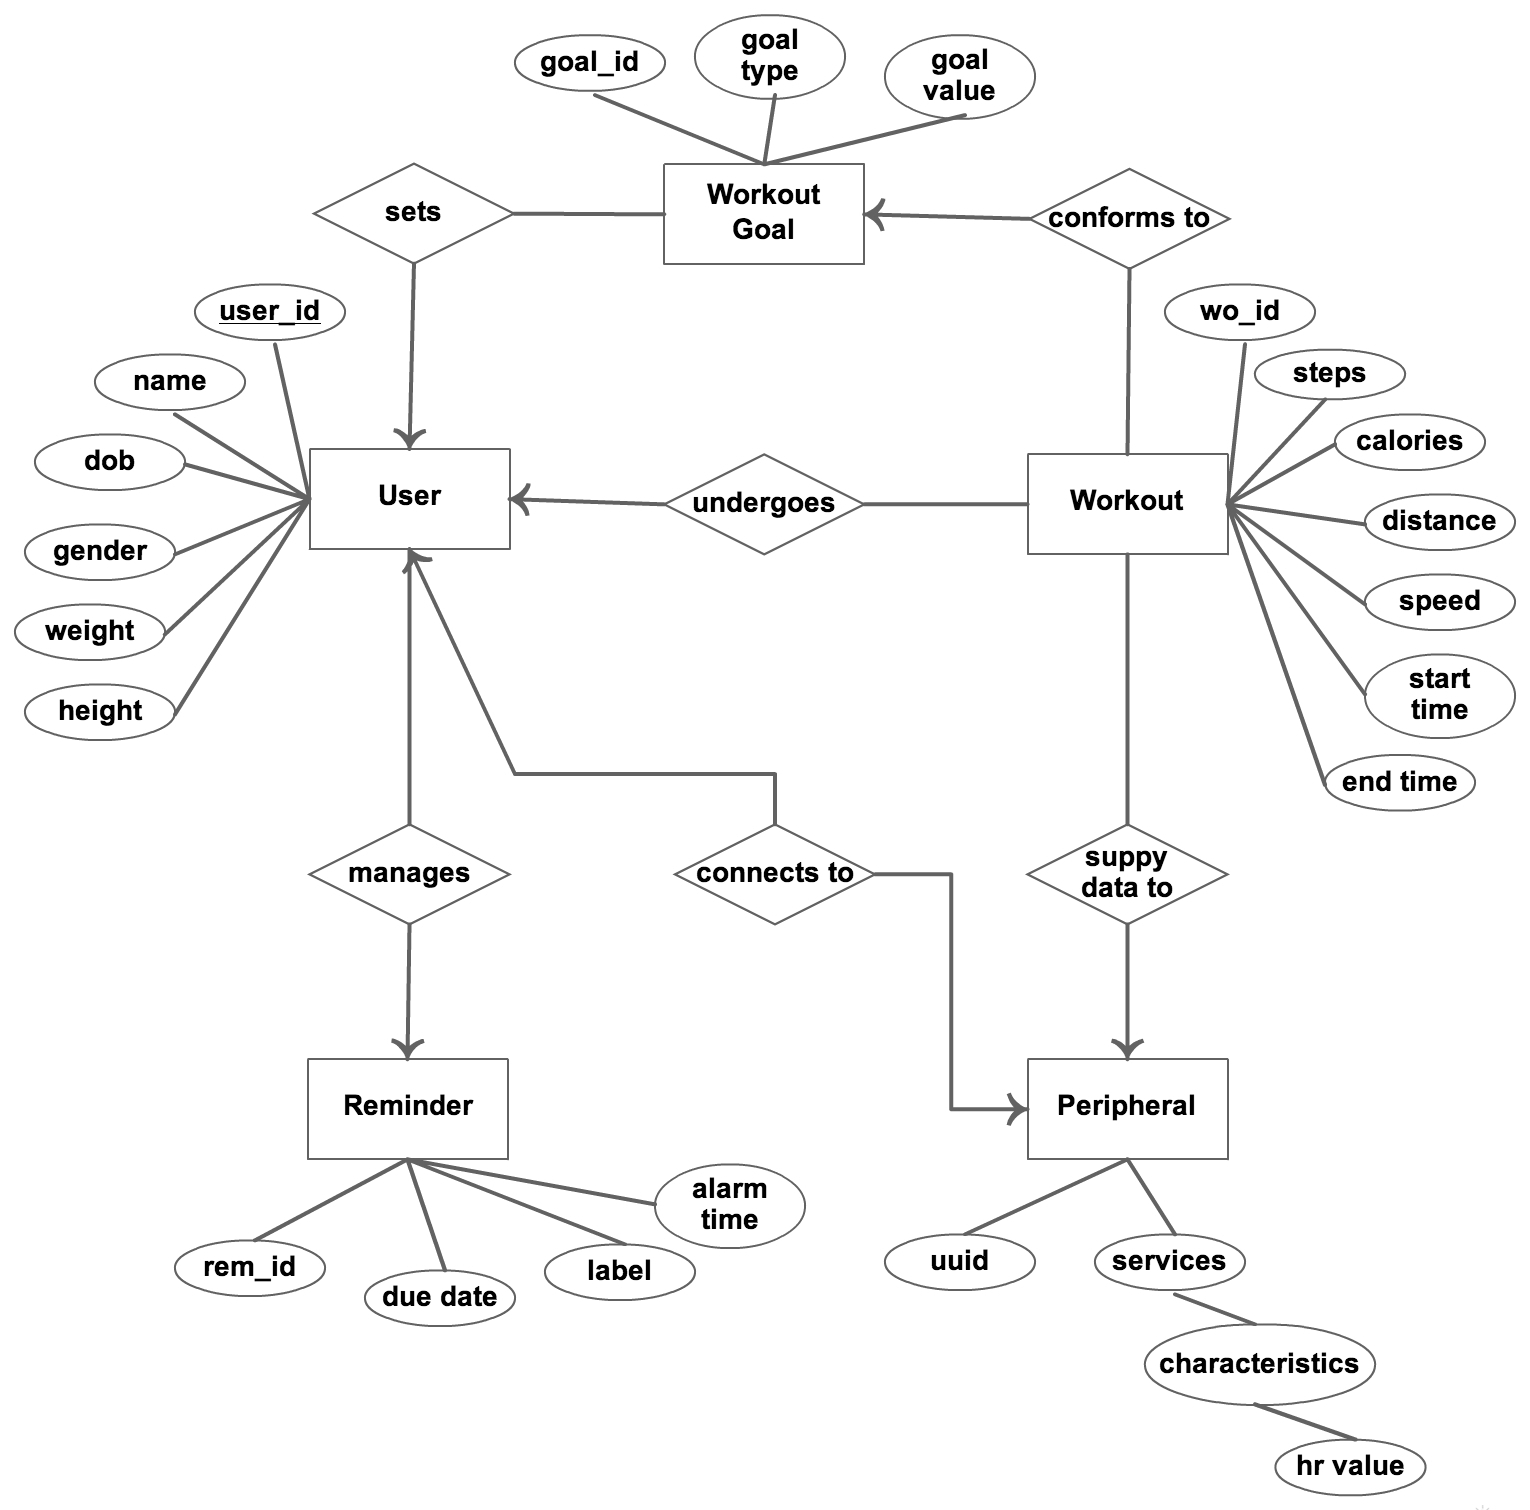 goal_id
goal
type
goal
value
Workout
Goal
sets
conforms to
user_id
name
dob
gender
weight
height
User
undergoes
Workout
wo_id
steps
calories
distance
speed
start
time
end time
manages
connects to
suppy
data to
Reminder
Peripheral
rem_id
due date
label
alarm
time
uuid
services
characteristics
hr value